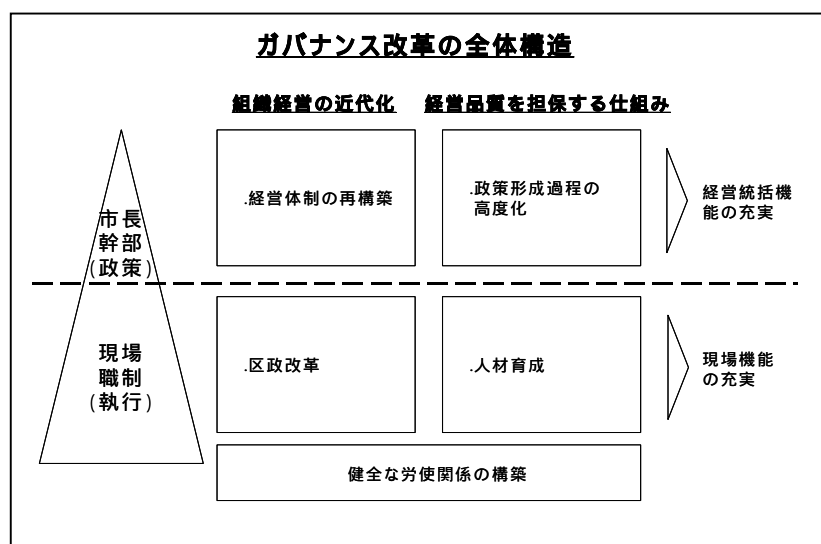 ガバナンス改革の全体構造
組織経営の近代化
経営品質を担保する仕組み
市長
幹部
(政策)
.経営体制の再構築
.政策形成過程の
高度化
経営統括機
能の充実
現場
職制
(執行)
.区政改革
.人材育成
現場機能
の充実
健全な労使関係の構築